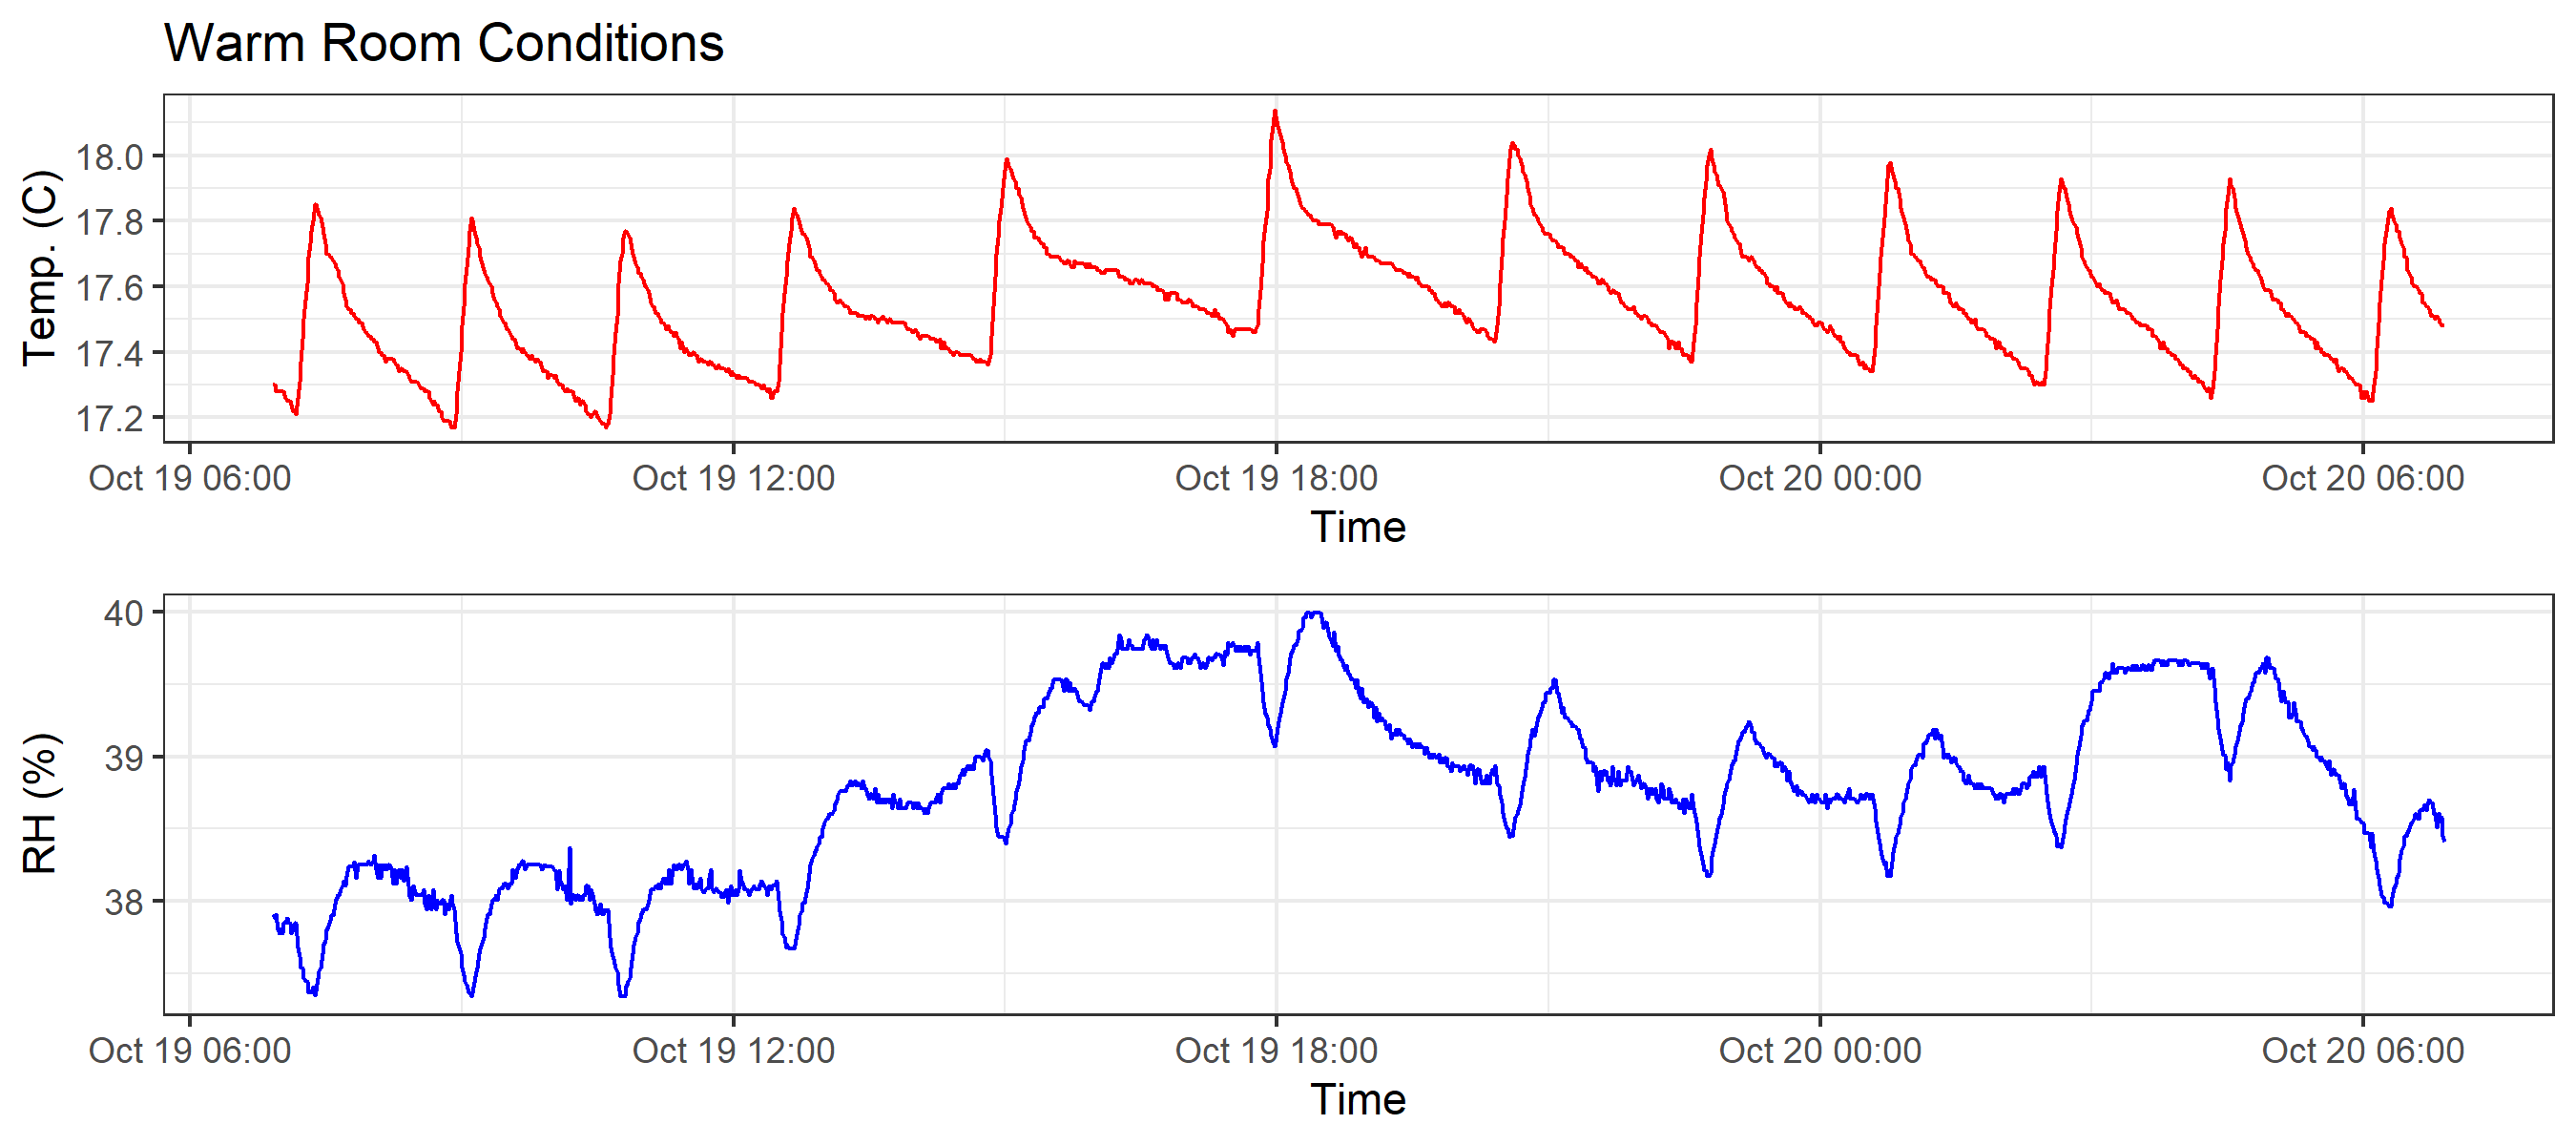 Warm Room Conditions
Temp. (C)
18.0
17.8
17.6
17.4
17.2
Oct 19 06:00 Oct 19 12:00 Oct 19 18:00 Oct 20 00:00 Oct 20 06:00
Time
RH (%)
40
39
38
Oct 19 06:00 Oct 19 12:00 Oct 19 18:00 Oct 20 00:00 Oct 20 06:00
Time